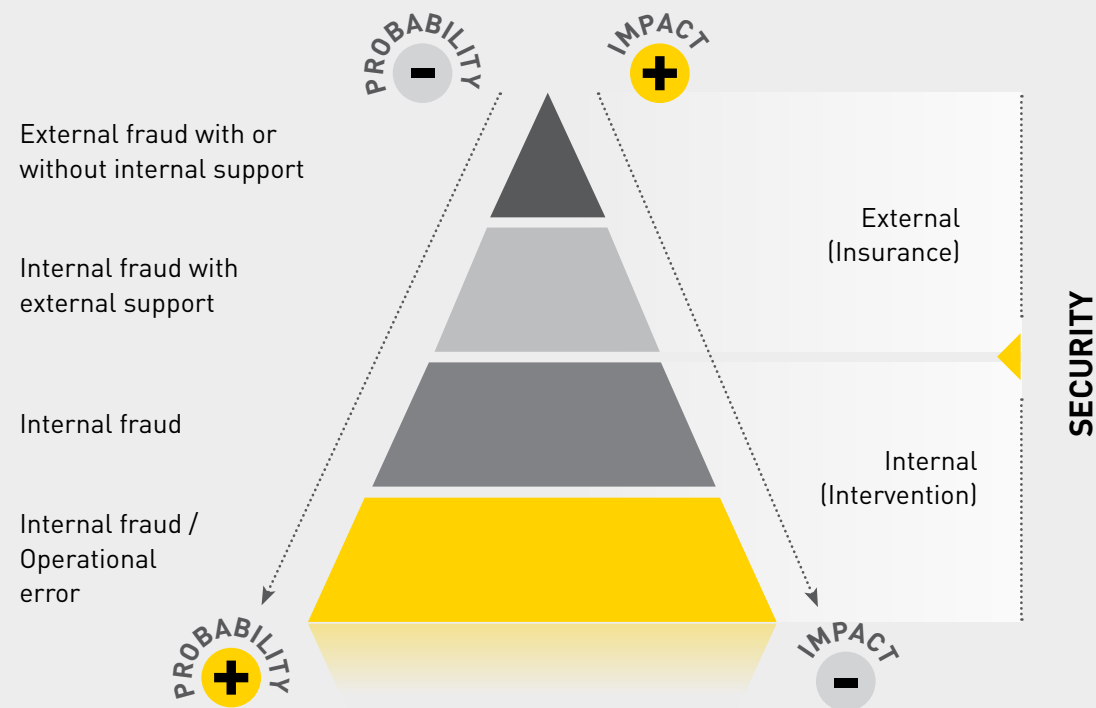 PROBABILITY
-
IMPACT
+
External fraud with or
without internal support
External
(Insurance)
Internal fraud with
external support
SECURITY
Internal fraud
Internal
(Intervention)
Internal fraud /
Operational
error
PROBABILITY
+
IMPACT
-